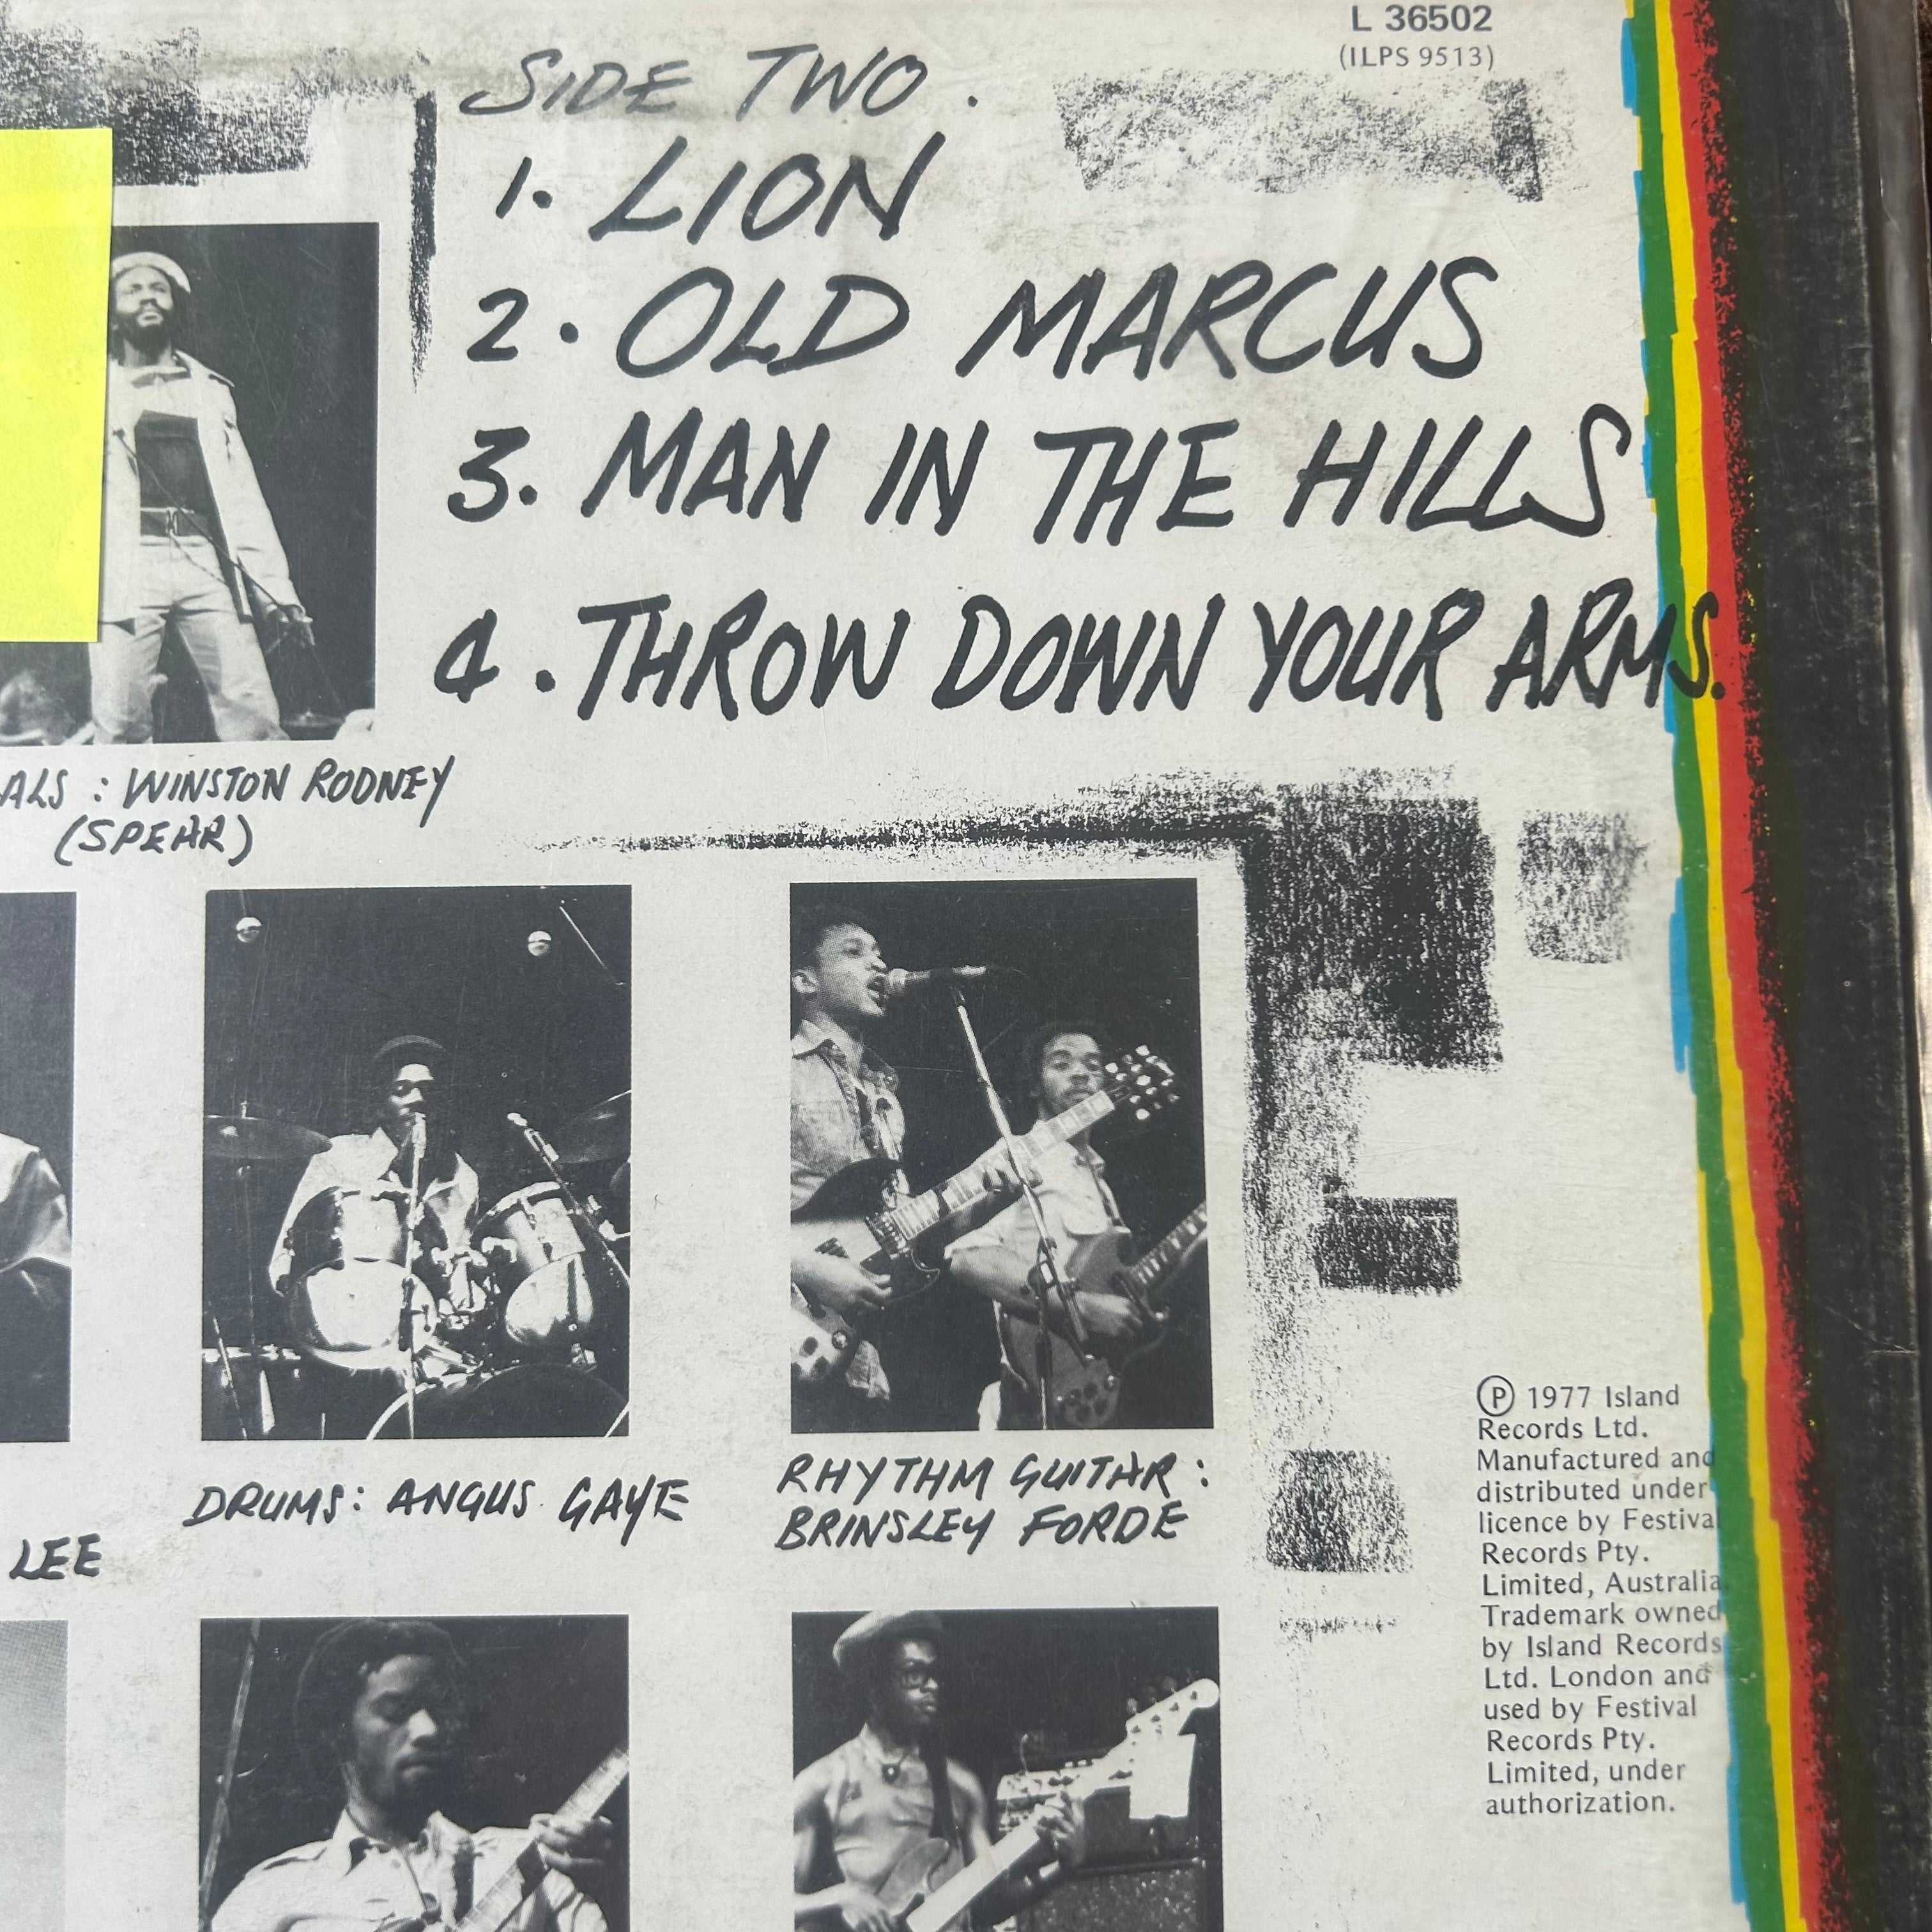 L 36502
(ILPS 9513)
SIDE TWO.
1. LION
2. OLD MARCUS
3. MAN IN THE HILLS
4. THROW DOWN YOUR ARMS.
: WINSTON RODNEY
(SPEAR)
DRUMS: ANGUS GAYE
RHYTHM GUITAR:
BRINSLEY FORDE
LEE
Ⓟ 1977 Island
Records Ltd.
Manufactured and
distributed under
licence by Festival
Records Pty.
Limited, Australia.
Trademark owned
by Island Records
Ltd. London and
used by Festival
Records Pty.
Limited, under
authorization.